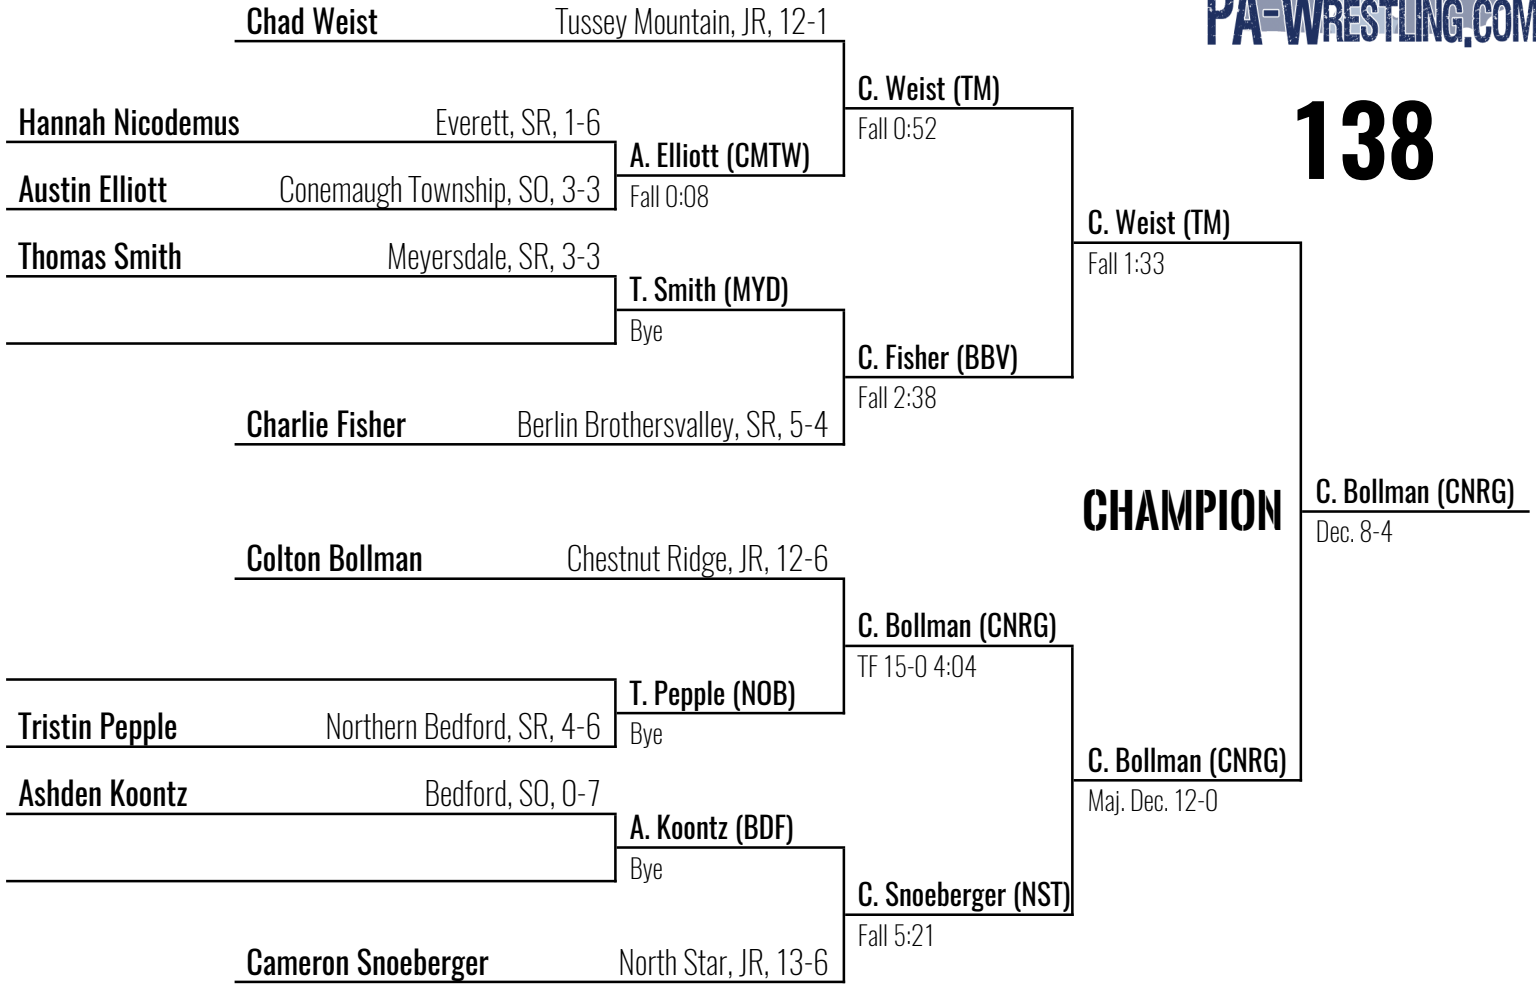 Chad Weist Tussey Mountain, JR, 12-1
PA-WRESTLING.COM
C. Weist (TM)
138
Hannah Nicodemus Everett, SR, 1-6
Fall 0:52
A. Elliott (CMTW)
Austin Elliott Conemaugh Township, SO, 3-3
Fall 0:08
C. Weist (TM)
Thomas Smith Meyersdale, SR, 3-3
Fall 1:33
T. Smith (MYD)
Bye
C. Fisher (BBV)
Fall 2:38
Charlie Fisher Berlin Brothersvalley, SR, 5-4
CHAMPION
C. Bollman (CNRG)
Dec. 8-4
Colton Bollman Chestnut Ridge, JR, 12-6
C. Bollman (CNRG)
TF 15-0 4:04
T. Pepple (NOB)
Tristin Pepple Northern Bedford, SR, 4-6
Bye
C. Bollman (CNRG)
Ashden Koontz Bedford, SO, 0-7
Maj. Dec. 12-0
A. Koontz (BDF)
Bye
C. Snoeberger (NST)
Fall 5:21
Cameron Snoeberger North Star, JR, 13-6